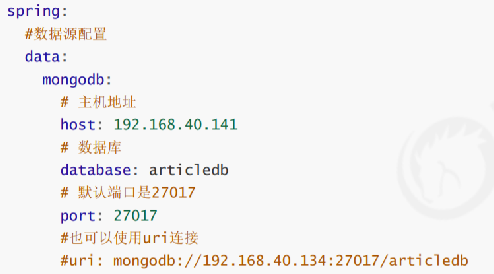 spring:
#数据源配置
data:
mongodb:
# 主机地址
host: 192.168.40.141
# 数据库
database: articledb
# 默认端口是27017
port: 27017
#也可以使用uri连接
#uri: mongodb://192.168.40.134:27017/articledb